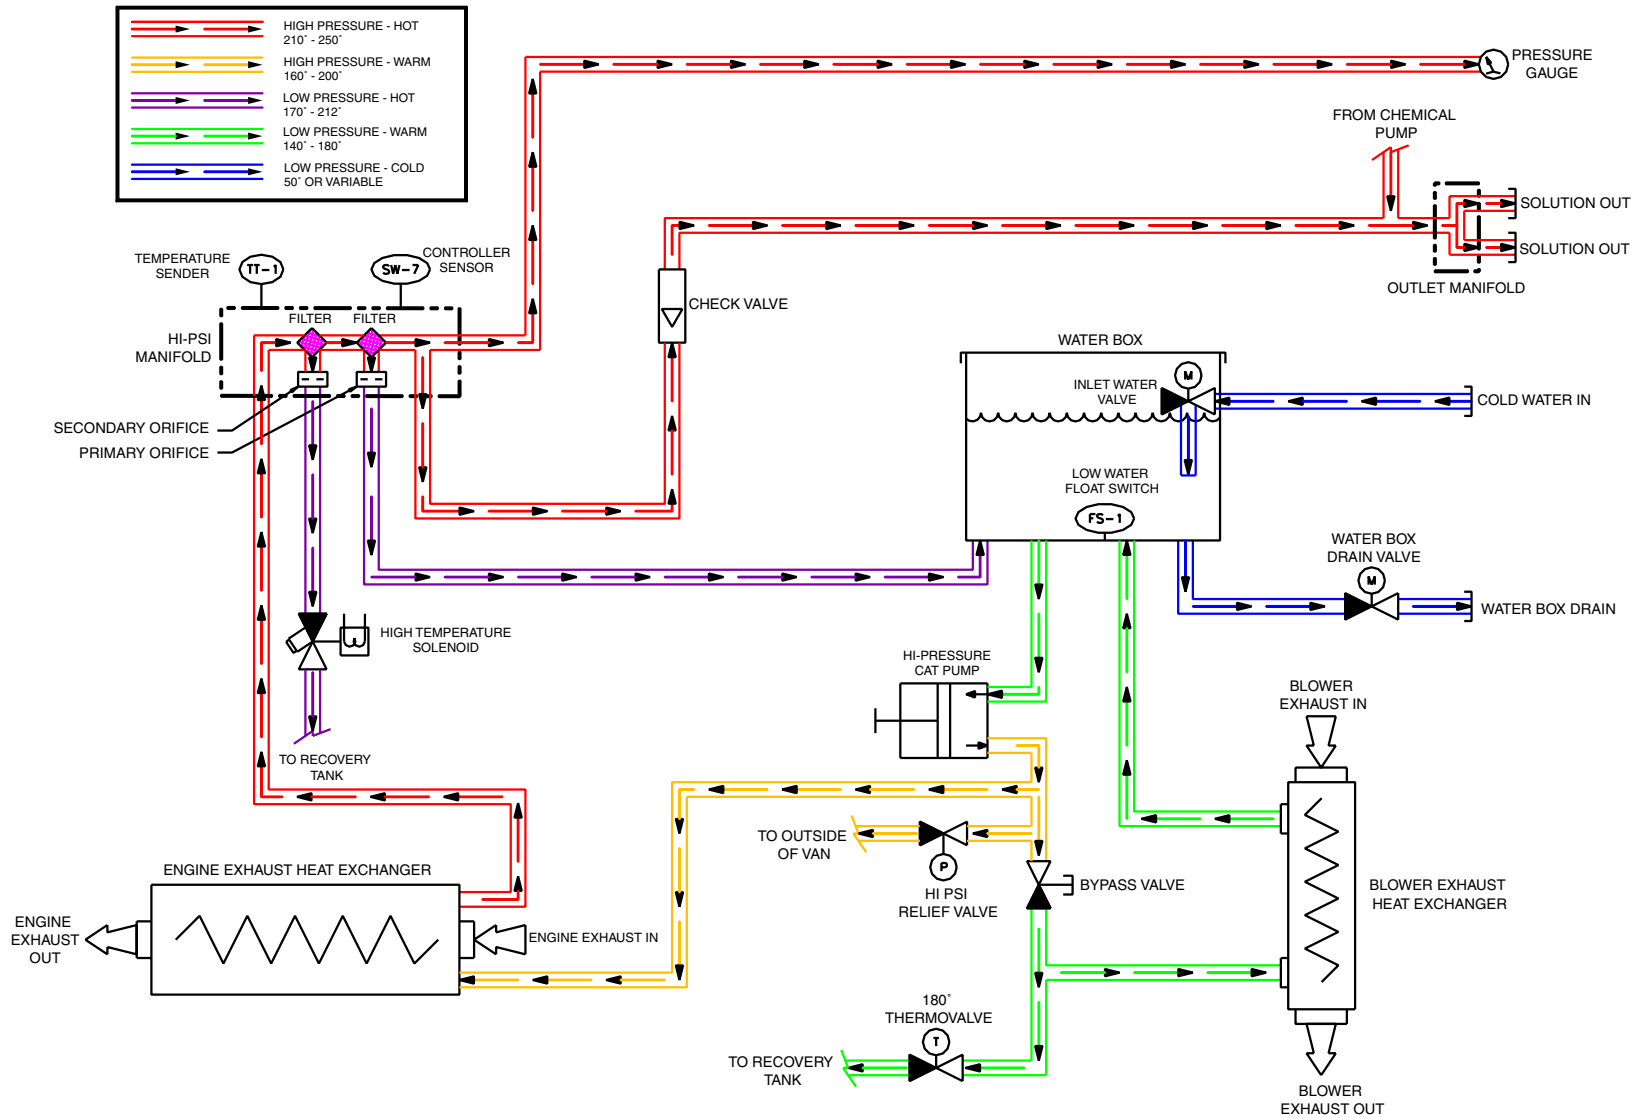 HIGH PRESSURE - HOT
210° - 250°
HIGH PRESSURE - WARM
160° - 200°
LOW PRESSURE - HOT
170° - 212°
LOW PRESSURE - WARM
140° - 180°
LOW PRESSURE - COLD
50° OR VARIABLE
PRESSURE
GAUGE
FROM CHEMICAL
PUMP
SOLUTION OUT
SOLUTION OUT
OUTLET MANIFOLD
TEMPERATURE
SENDER
TT-1
SW-7
CONTROLLER
SENSOR
FILTER
FILTER
HI-PSI
MANIFOLD
CHECK VALVE
SECONDARY ORIFICE
PRIMARY ORIFICE
WATER BOX
INLET WATER
VALVE
M
COLD WATER IN
LOW WATER
FLOAT SWITCH
FS-1
WATER BOX
DRAIN VALVE
M
WATER BOX DRAIN
HIGH TEMPERATURE
SOLENOID
TO RECOVERY
TANK
HI-PRESSURE
CAT PUMP
BLOWER
EXHAUST IN
TO OUTSIDE
OF VAN
P
HI PSI
RELIEF VALVE
BYPASS VALVE
BLOWER EXHAUST
HEAT EXCHANGER
ENGINE EXHAUST HEAT EXCHANGER
ENGINE
EXHAUST
OUT
ENGINE EXHAUST IN
180°
THERMOVALVE
T
TO RECOVERY
TANK
BLOWER
EXHAUST OUT